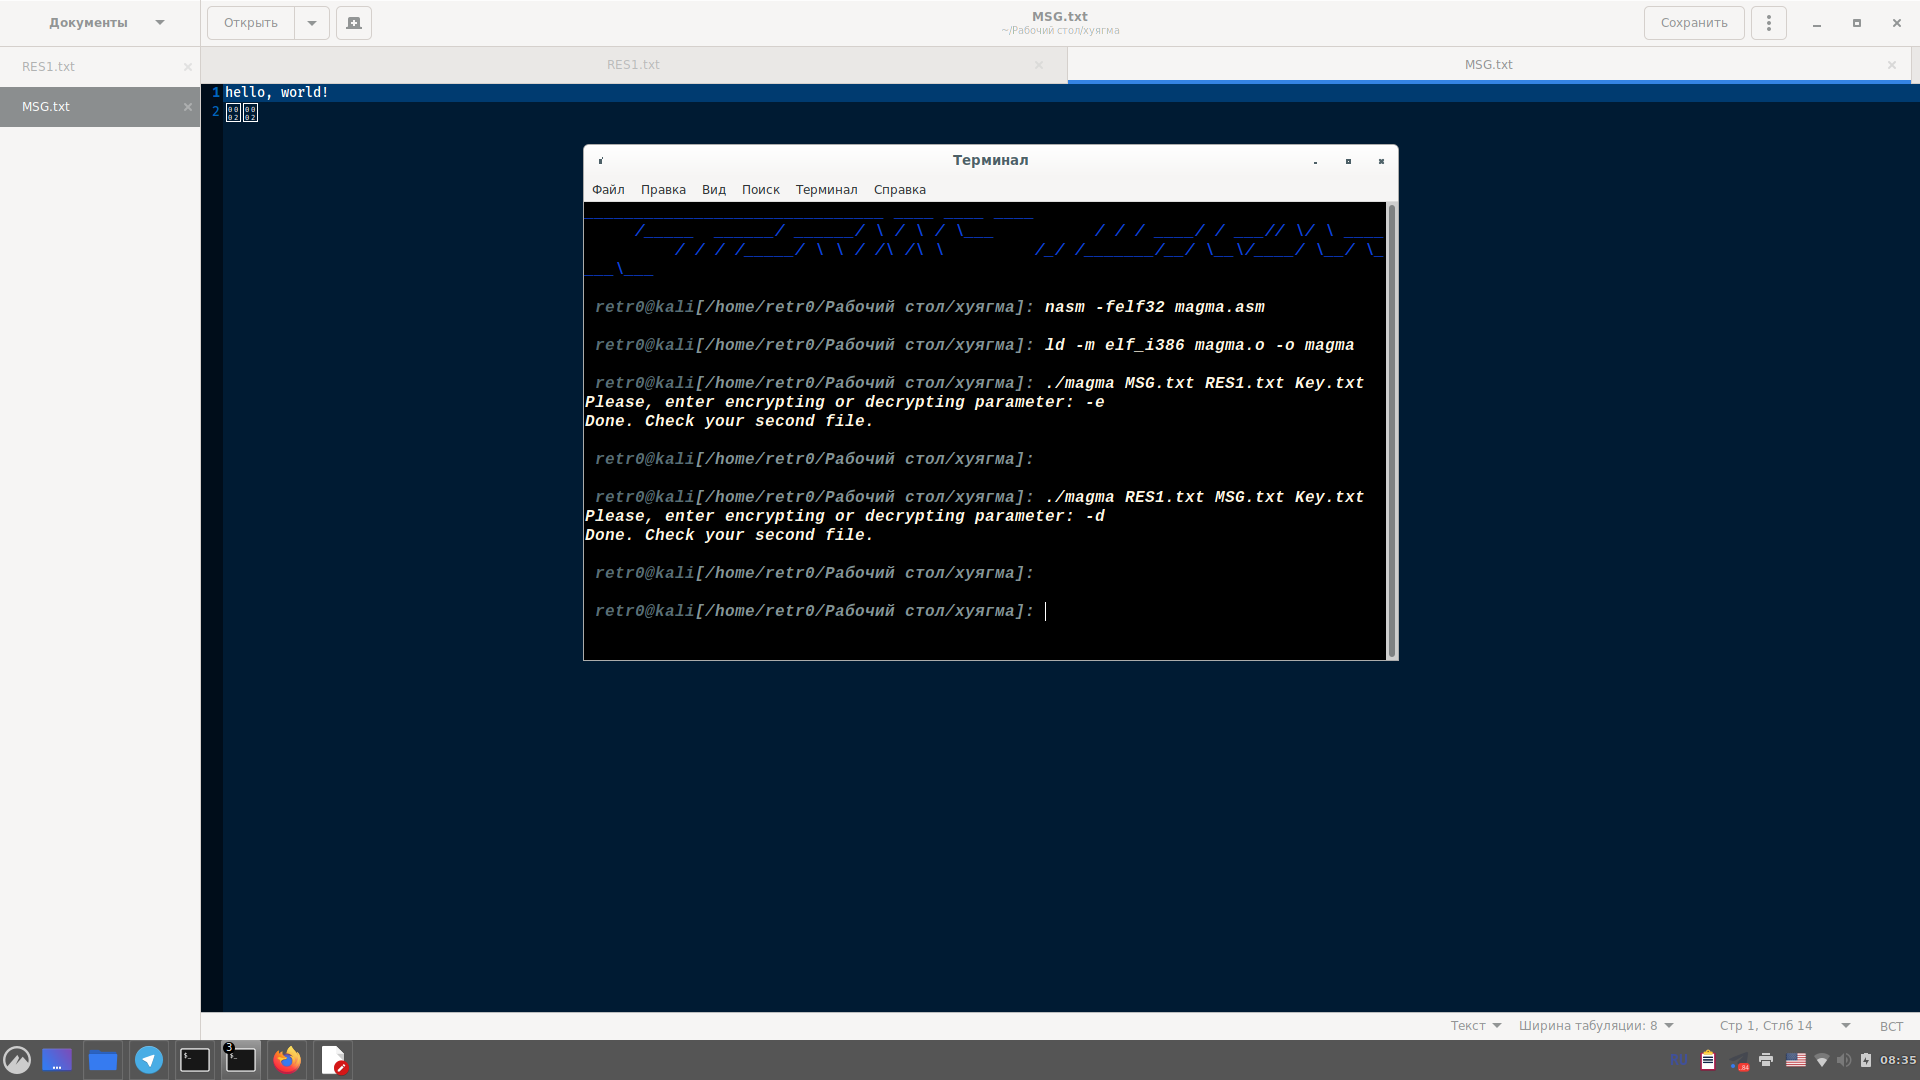 Документы
Открыть
MSG.txt
~/Рабочий стол/хуягма
Сохранить
RES1.txt
MSG.txt
RES1.txt
MSG.txt
1 hello, world!
2
Терминал
Файл Правка Вид Поиск Терминал Справка
retr0@kali[/home/retr0/Рабочий стол/хуягма]: nasm -felf32 magma.asm
retr0@kali[/home/retr0/Рабочий стол/хуягма]: ld -m elf_i386 magma.o -o magma
retr0@kali[/home/retr0/Рабочий стол/хуягма]: ./magma MSG.txt RES1.txt Key.txt
Please, enter encrypting or decrypting parameter: -e
Done. Check your second file.
retr0@kali[/home/retr0/Рабочий стол/хуягма]:
retr0@kali[/home/retr0/Рабочий стол/хуягма]: ./magma RES1.txt MSG.txt Key.txt
Please, enter encrypting or decrypting parameter: -d
Done. Check your second file.
retr0@kali[/home/retr0/Рабочий стол/хуягма]:
retr0@kali[/home/retr0/Рабочий стол/хуягма]:
Текст Ширина табуляции: 8 Стр 1, Стлб 14 ВСТ
3
08:35